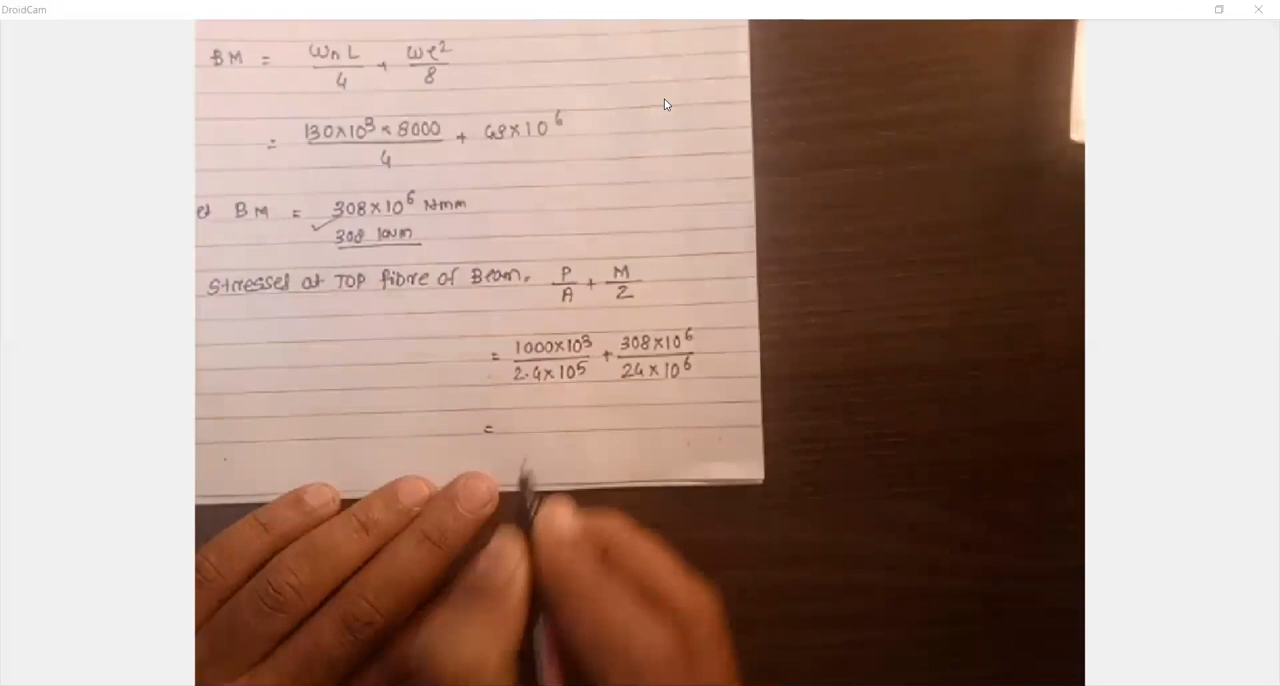 DroidCam
BM = WnL/4 + wl²/8
= 130×10³×8000/4 + 48×10⁶
et BM = 308×10⁶ Nmm
308 kNm
Stresses at TOP fibre of Beam. P/A + M/Z
= 1000×10³/2.4×10⁵ + 308×10⁶/24×10⁶
=